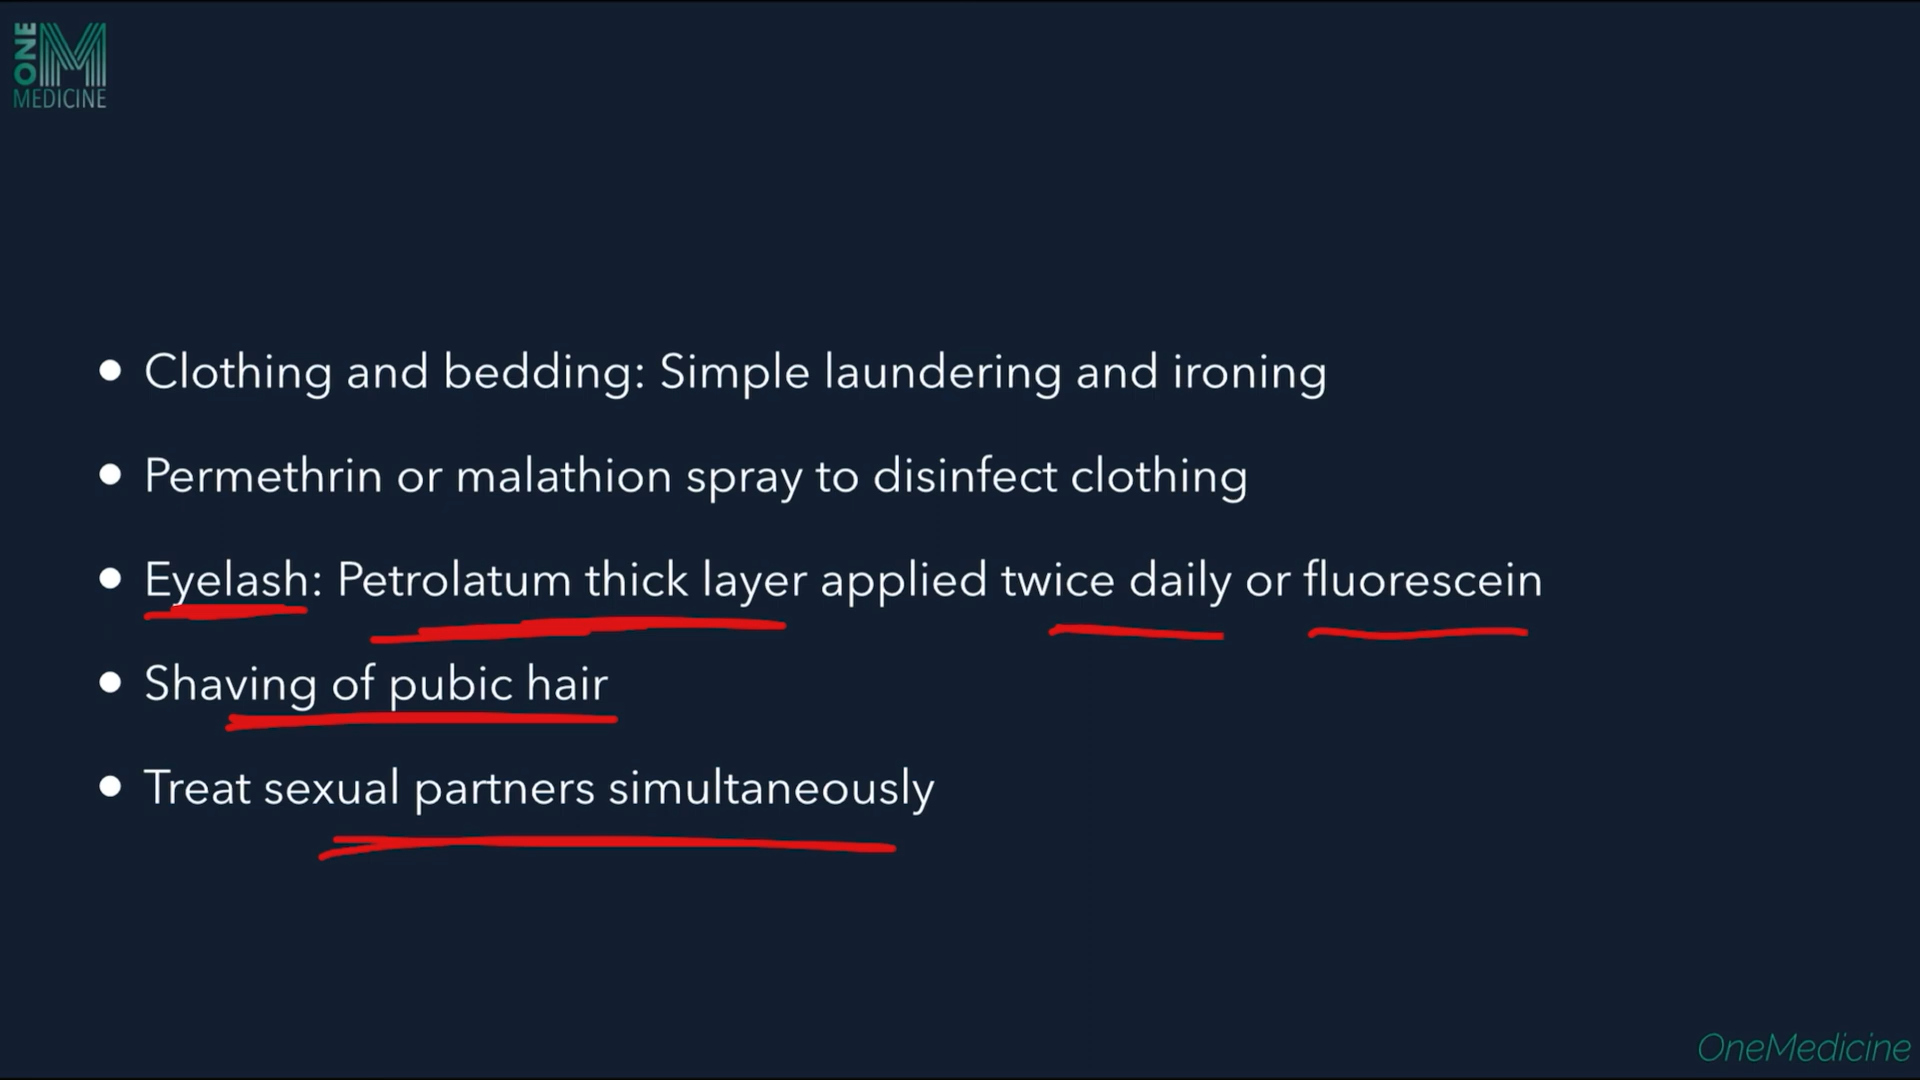 ONE
MEDICINE
• Clothing and bedding: Simple laundering and ironing
• Permethrin or malathion spray to disinfect clothing
• Eyelash: Petrolatum thick layer applied twice daily or fluorescein
• Shaving of pubic hair
• Treat sexual partners simultaneously
OneMedicine